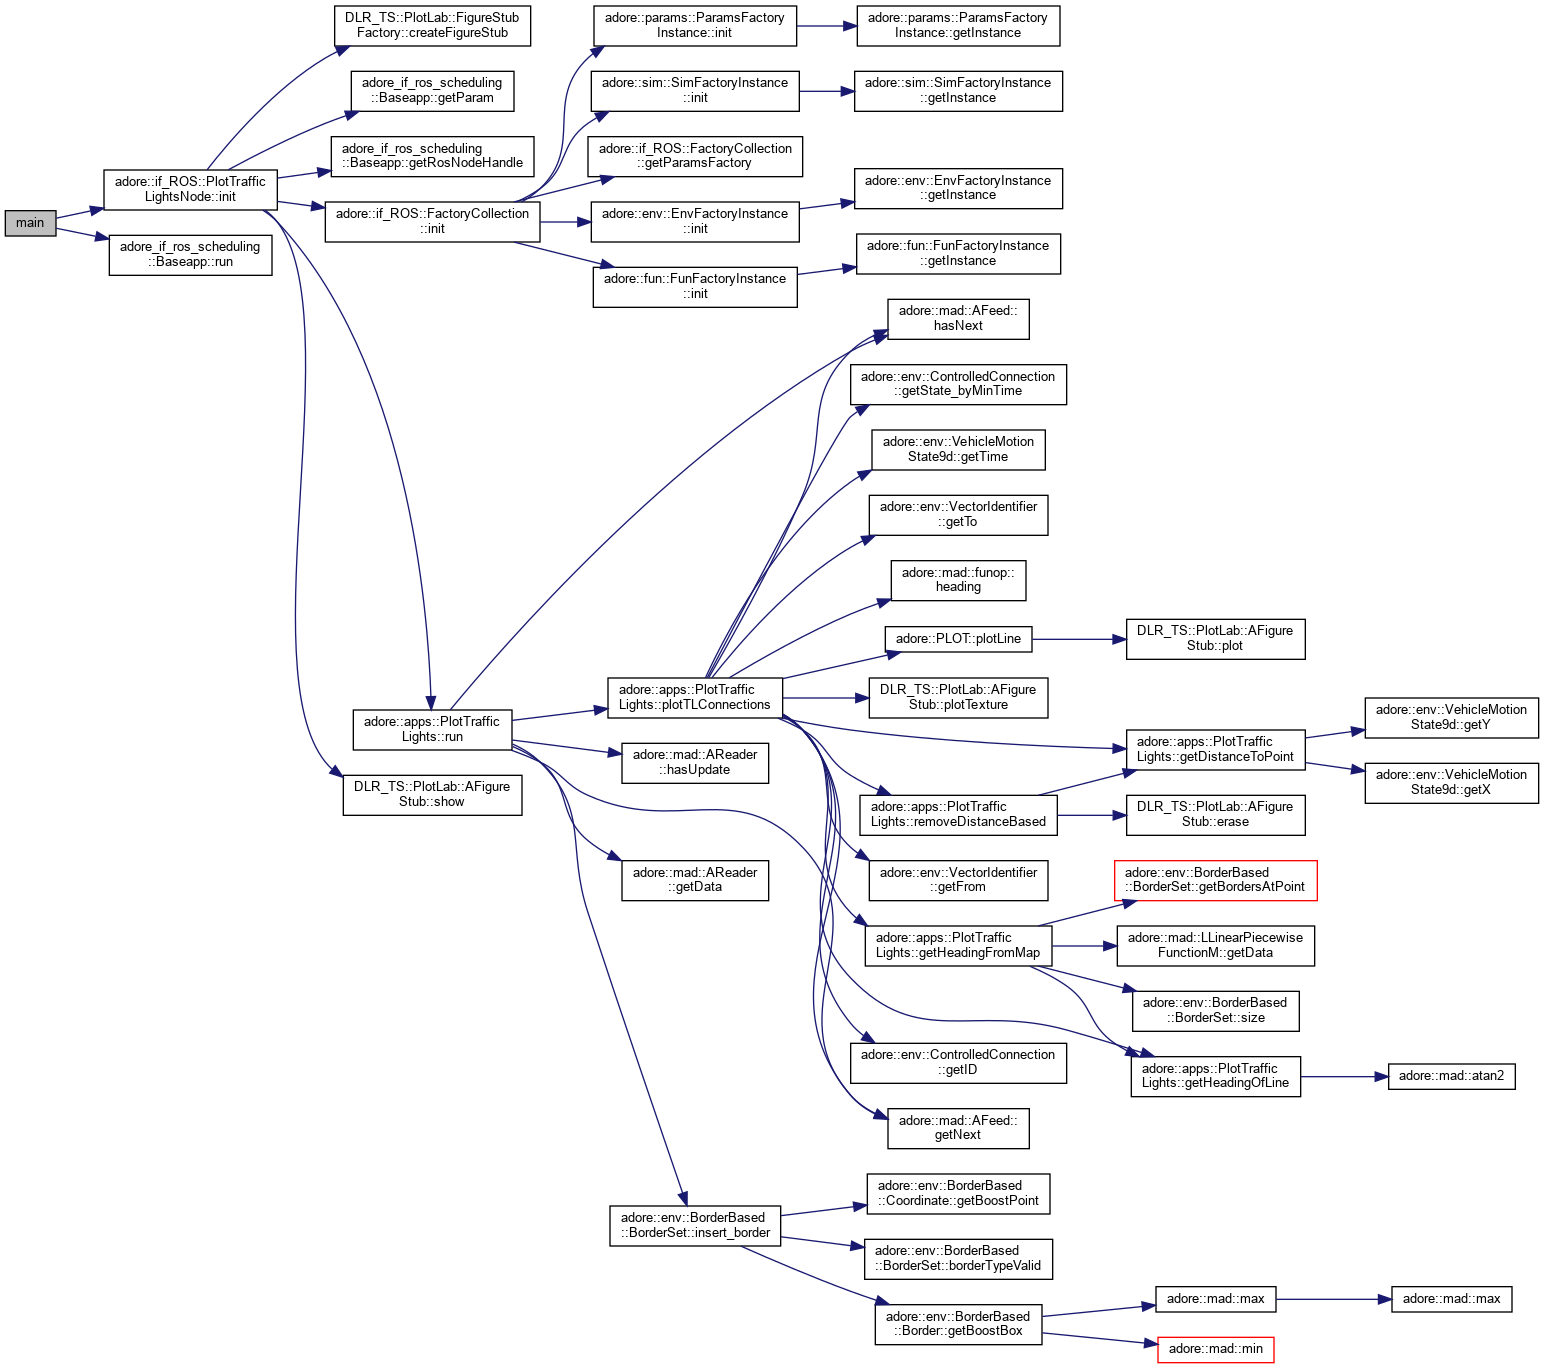 main
adore::if_ROS::PlotTraffic
LightsNode::init
adore_if_ros_scheduling
::Baseapp::run
DLR_TS::PlotLab::FigureStub
Factory::createFigureStub
adore_if_ros_scheduling
::Baseapp::getParam
adore_if_ros_scheduling
::Baseapp::getRosNodeHandle
adore::if_ROS::FactoryCollection
::init
adore::apps::PlotTraffic
Lights::run
DLR_TS::PlotLab::AFigure
Stub::show
adore::params::ParamsFactory
Instance::init
adore::sim::SimFactoryInstance
::init
adore::if_ROS::FactoryCollection
::getParamsFactory
adore::env::EnvFactoryInstance
::init
adore::fun::FunFactoryInstance
::init
adore::apps::PlotTraffic
Lights::plotTLConnections
adore::mad::AReader
::hasUpdate
adore::mad::AReader
::getData
adore::env::BorderBased
::BorderSet::insert_border
adore::params::ParamsFactory
Instance::getInstance
adore::sim::SimFactoryInstance
::getInstance
adore::env::EnvFactoryInstance
::getInstance
adore::fun::FunFactoryInstance
::getInstance
adore::mad::AFeed::
hasNext
adore::env::ControlledConnection
::getState_byMinTime
adore::env::VehicleMotion
State9d::getTime
adore::env::VectorIdentifier
::getTo
adore::mad::funop::
heading
adore::PLOT::plotLine
DLR_TS::PlotLab::AFigure
Stub::plotTexture
adore::apps::PlotTraffic
Lights::removeDistanceBased
adore::env::VectorIdentifier
::getFrom
adore::apps::PlotTraffic
Lights::getHeadingFromMap
adore::env::ControlledConnection
::getID
adore::mad::AFeed::
getNext
adore::env::BorderBased
::Coordinate::getBoostPoint
adore::env::BorderBased
::BorderSet::borderTypeValid
adore::env::BorderBased
::Border::getBoostBox
DLR_TS::PlotLab::AFigure
Stub::plot
adore::apps::PlotTraffic
Lights::getDistanceToPoint
DLR_TS::PlotLab::AFigure
Stub::erase
adore::env::BorderBased
::BorderSet::getBordersAtPoint
adore::mad::LLinearPiecewise
FunctionM::getData
adore::env::BorderBased
::BorderSet::size
adore::apps::PlotTraffic
Lights::getHeadingOfLine
adore::mad::max
adore::mad::min
adore::env::VehicleMotion
State9d::getY
adore::env::VehicleMotion
State9d::getX
adore::mad::atan2
adore::mad::max